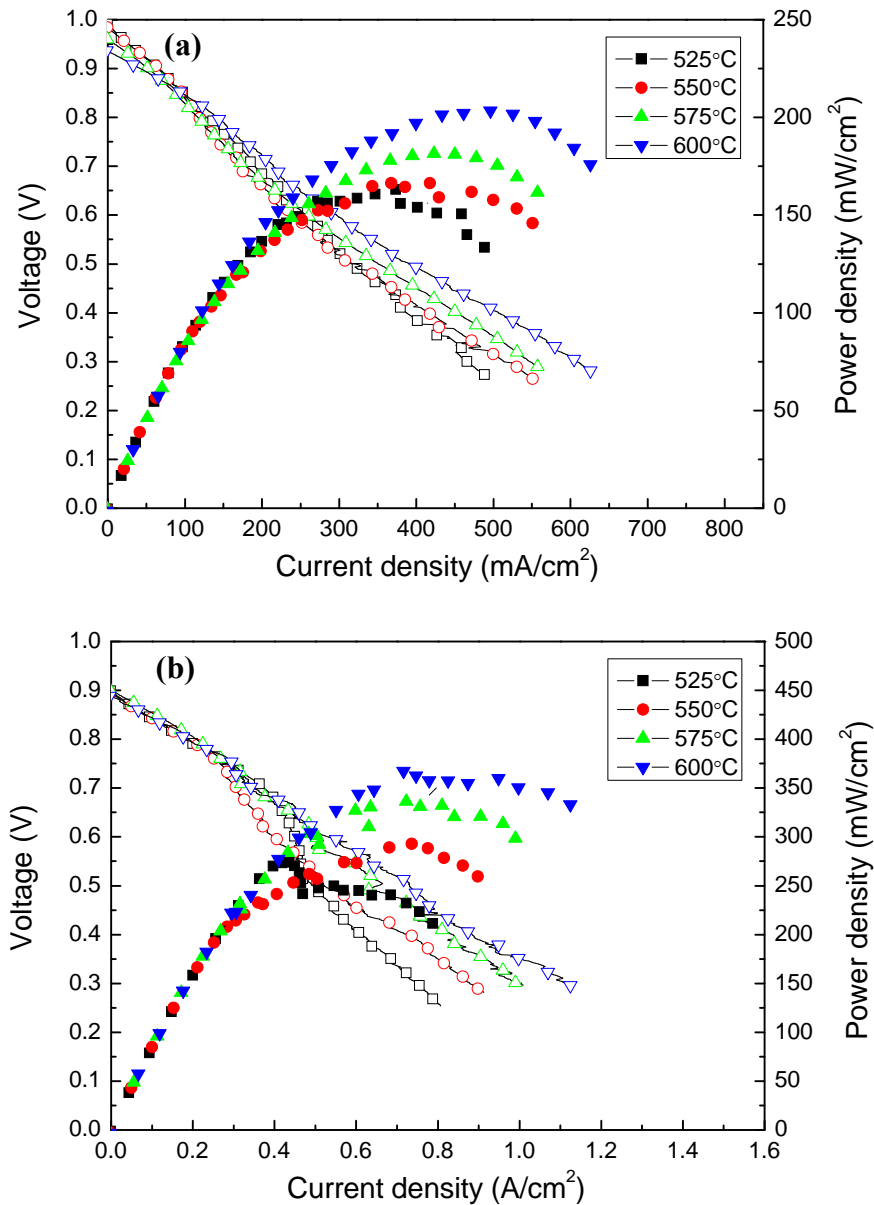 (a)
525°C
550°C
575°C
600°C
1.0
0.9
0.8
0.7
0.6
0.5
0.4
0.3
0.2
0.1
0.0
Voltage (V)
250
200
150
100
50
0
Power density (mW/cm²)
0 100 200 300 400 500 600 700 800
Current density (mA/cm²)
(b)
525°C
550°C
575°C
600°C
1.0
0.9
0.8
0.7
0.6
0.5
0.4
0.3
0.2
0.1
0.0
Voltage (V)
500
450
400
350
300
250
200
150
100
50
0
Power density (mW/cm²)
0.0 0.2 0.4 0.6 0.8 1.0 1.2 1.4 1.6
Current density (A/cm²)